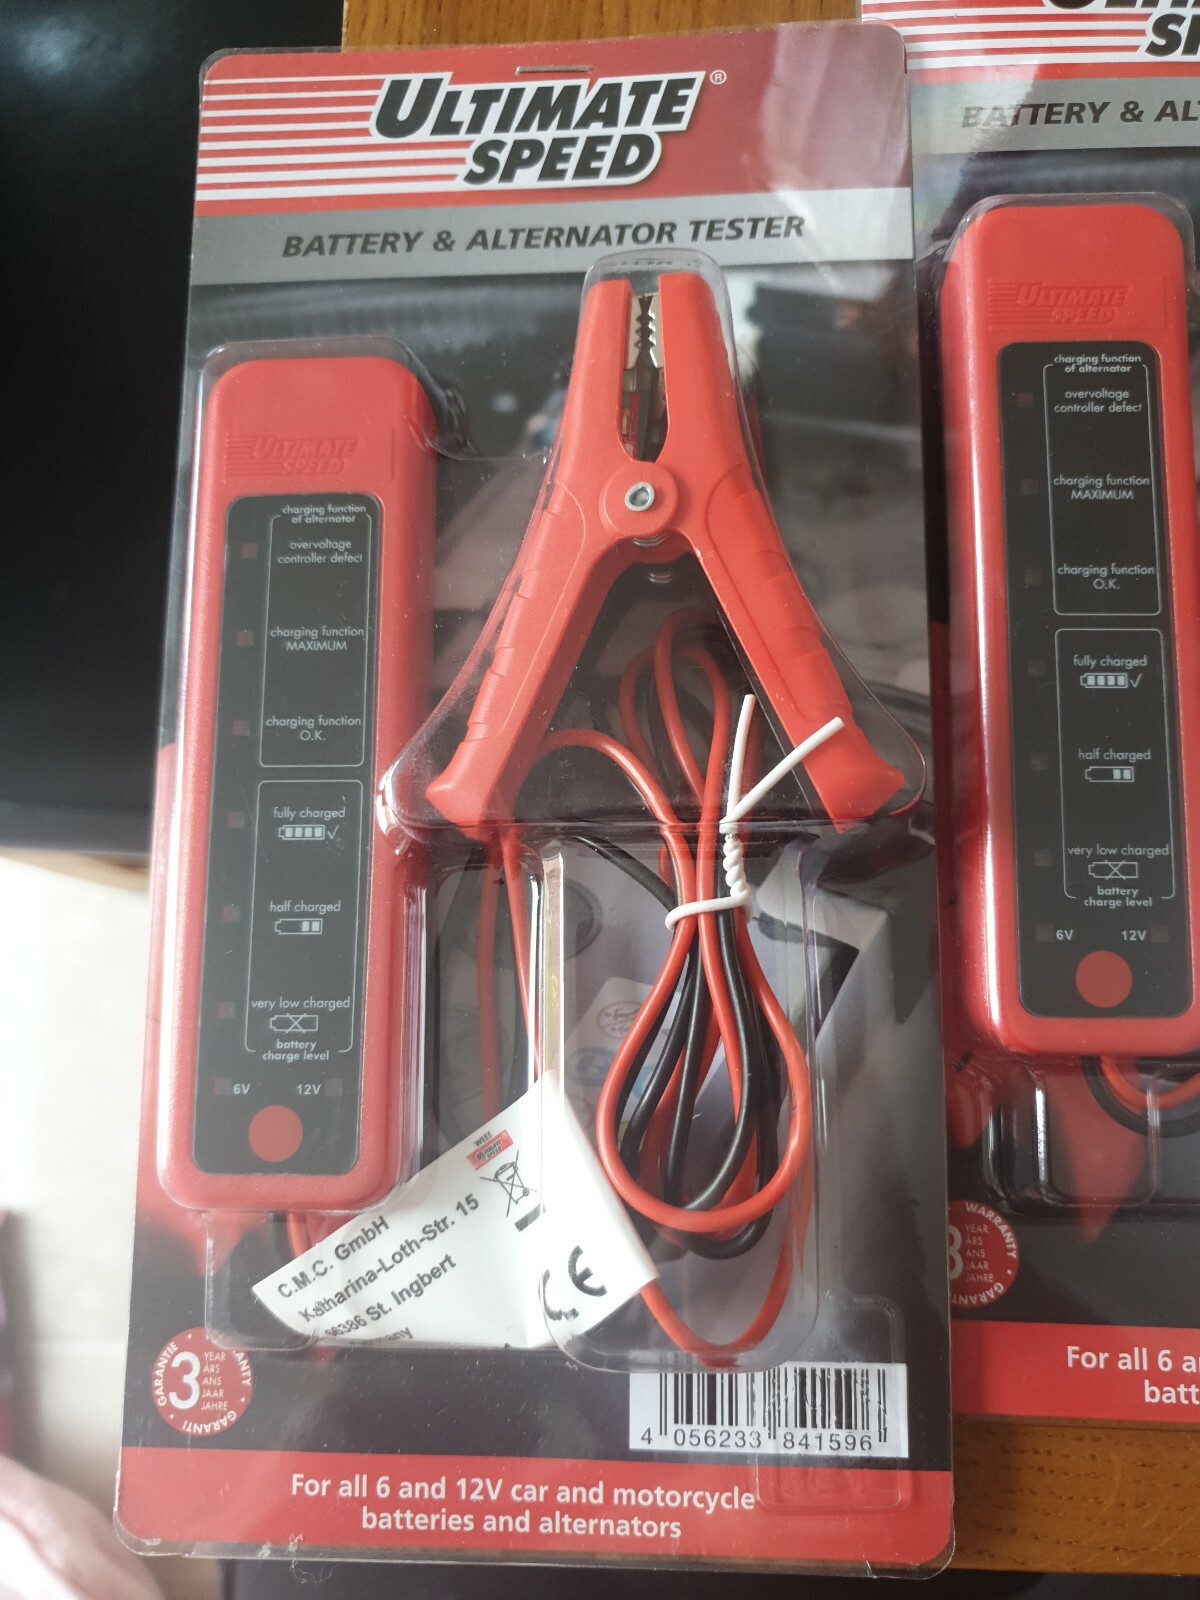 ULTIMATE®
SPEED
BATTERY & ALTERNATOR TESTER
ULTIMATE
SPEED
charging function
of alternator
overvoltage
controller defect
charging function
MAXIMUM
charging function
O.K.
fully charged
half charged
very low charged
battery
charge level
6V 12V
WEEE
ULTIMATE
SPEED
C.M.C. GmbH
Katharina-Loth-Str. 15
66386 St. Ingbert
GARANTIE
GARANTI
3
YEAR
ÅRS
ANS
JAAR
JAHRE
CE
4 056233 841596
For all 6 and 12V car and motorcycle
batteries and alternators
BATTERY &
ULTIMATE
SPEED
charging function
of alternator
overvoltage
controller defect
charging function
MAXIMUM
charging function
O.K.
fully charged
half charged
very low charged
battery
charge level
6V 12V
WARRANTY
3
YEAR
ÅRS
ANS
JAAR
JAHRE
For all 6